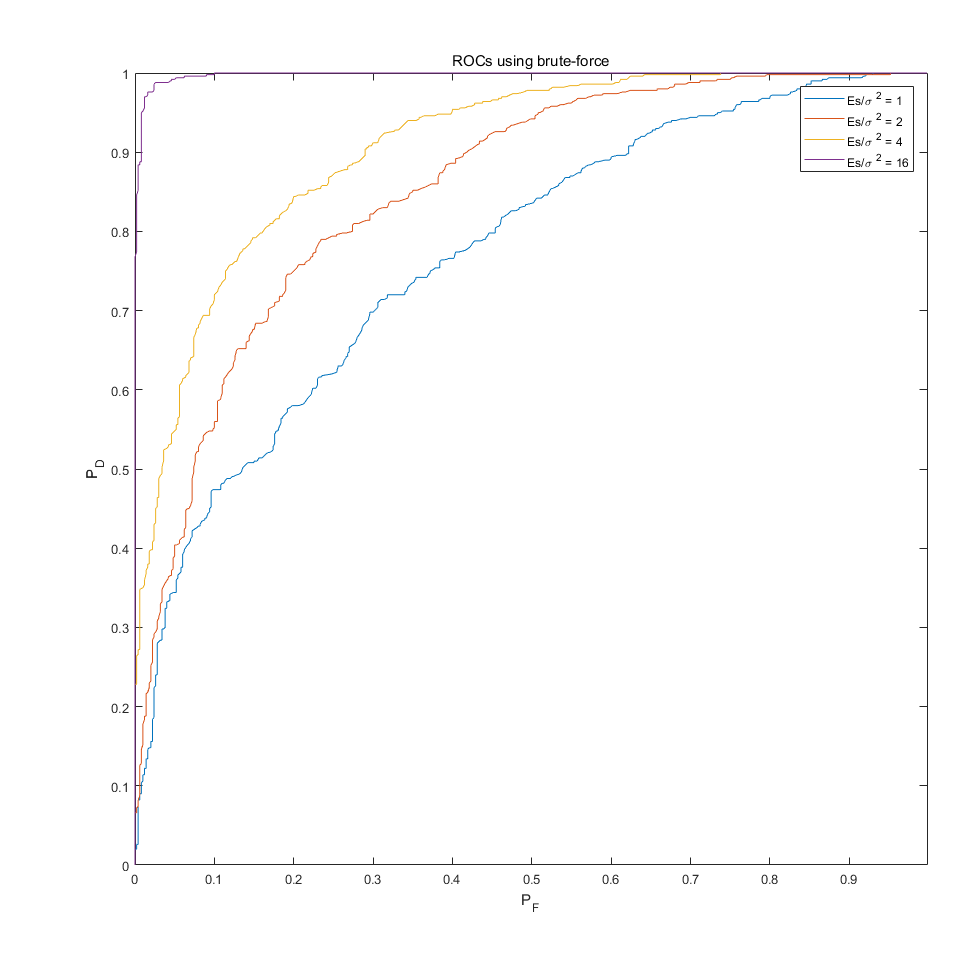 ROCs using brute-force
1
0.9
0.8
0.7
0.6
0.5
0.4
0.3
0.2
0.1
0
P_D
Es/σ ² = 1
Es/σ ² = 2
Es/σ ² = 4
Es/σ ² = 16
0 0.1 0.2 0.3 0.4 0.5 0.6 0.7 0.8 0.9
P_F